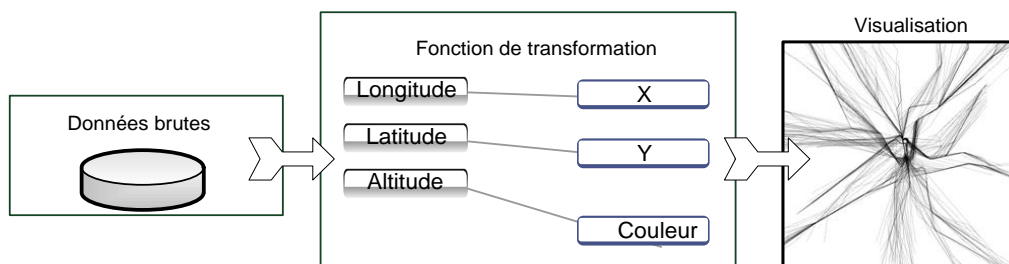 Données brutes
Fonction de transformation
Longitude
X
Latitude
Y
Altitude
Couleur
Visualisation